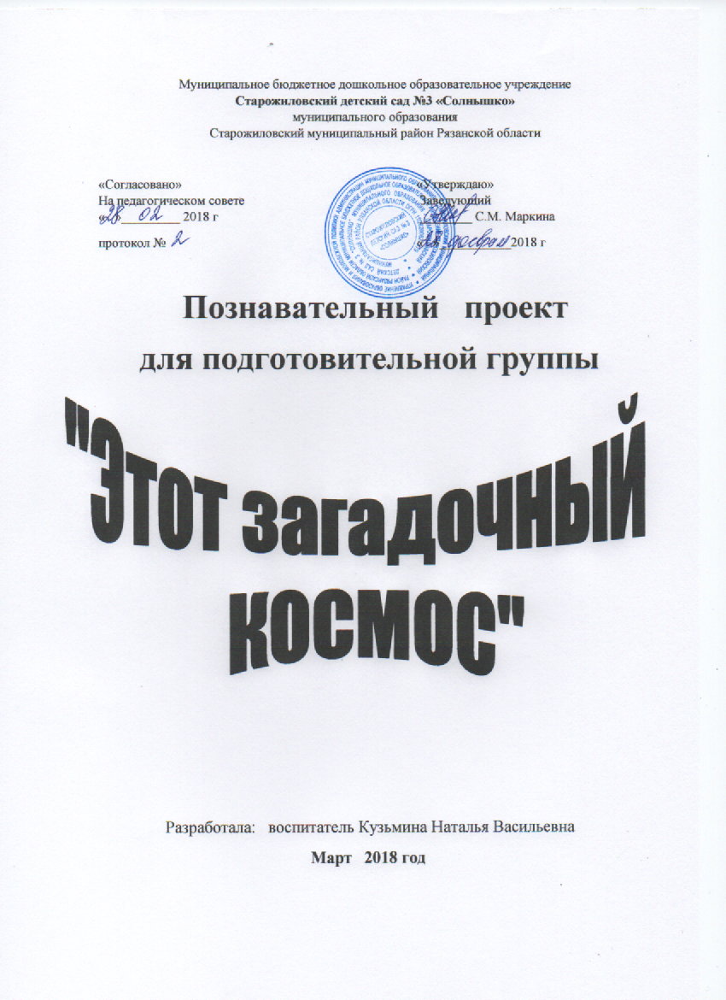 Муниципальное бюджетное дошкольное образовательное учреждение
Старожиловский детский сад №3 «Солнышко»
муниципального образования
Старожиловский муниципальный район Рязанской области
«Согласовано»
На педагогическом совете
«28» 02 2018 г
протокол № 2
«Утверждаю»
Заведующий
С.М. Маркина
февраля 2018 г
Познавательный проект
для подготовительной группы
"Этот загадочный
космос"
Разработала: воспитатель Кузьмина Наталья Васильевна
Март 2018 год